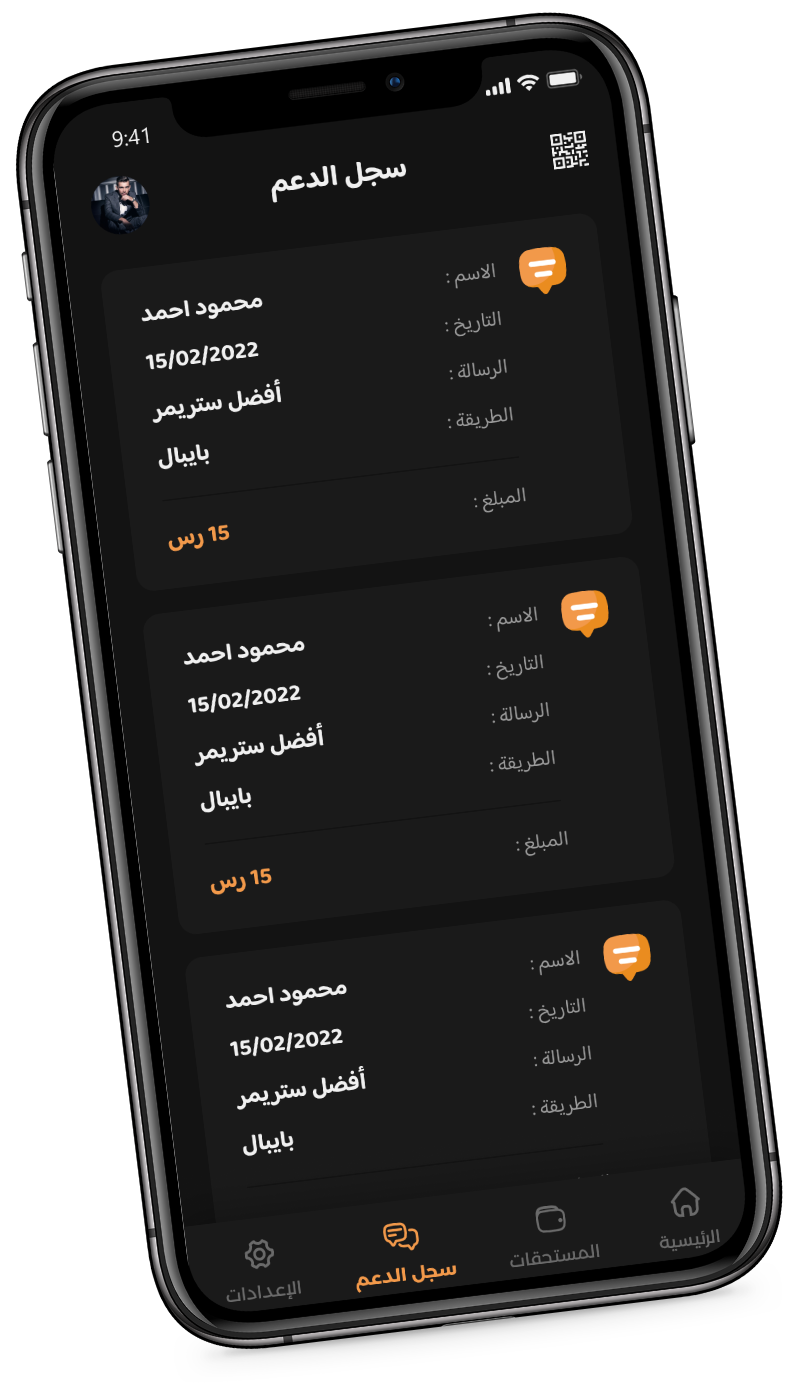 9:41
سجل الدعم
الاسم : محمود احمد
التاريخ : 15/02/2022
الرسالة : أفضل ستريمر
الطريقة : بايبال
المبلغ : 15 رس
الاسم : محمود احمد
التاريخ : 15/02/2022
الرسالة : أفضل ستريمر
الطريقة : بايبال
المبلغ : 15 رس
الاسم : محمود احمد
التاريخ : 15/02/2022
الرسالة : أفضل ستريمر
الطريقة : بايبال
الرئيسية
المستحقات
سجل الدعم
الإعدادات